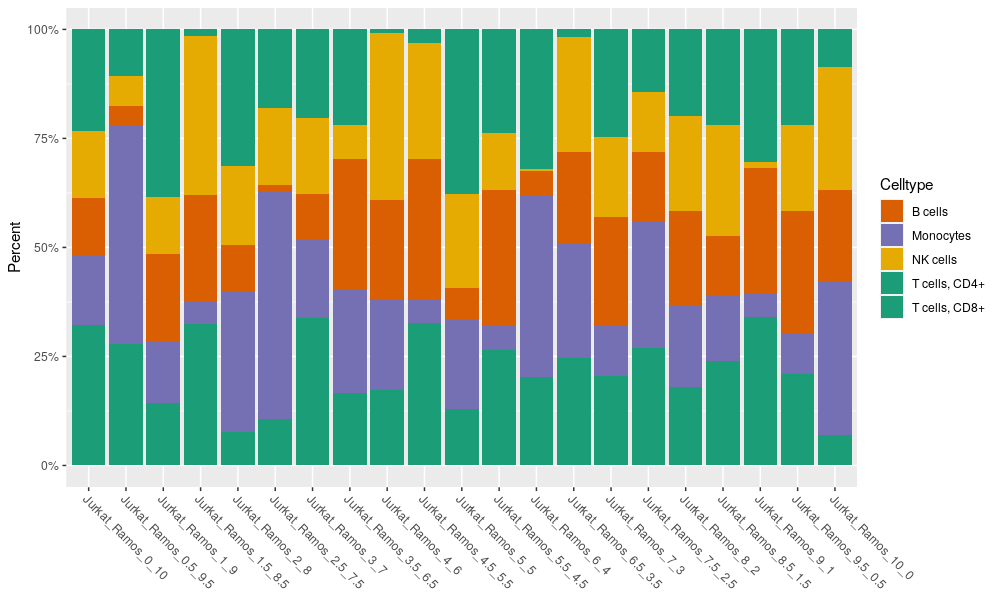 100%
75%
50%
25%
0%
Percent
Jurkat_Ramos_0_10
Jurkat_Ramos_0.5_9.5
Jurkat_Ramos_1_9
Jurkat_Ramos_1.5_8.5
Jurkat_Ramos_2_8
Jurkat_Ramos_2.5_7.5
Jurkat_Ramos_3_7
Jurkat_Ramos_3.5_6.5
Jurkat_Ramos_4_6
Jurkat_Ramos_4.5_5.5
Jurkat_Ramos_5_5
Jurkat_Ramos_5.5_4.5
Jurkat_Ramos_6_4
Jurkat_Ramos_6.5_3.5
Jurkat_Ramos_7_3
Jurkat_Ramos_7.5_2.5
Jurkat_Ramos_8_2
Jurkat_Ramos_8.5_1.5
Jurkat_Ramos_9_1
Jurkat_Ramos_9.5_0.5
Jurkat_Ramos_10_0
Celltype
B cells
Monocytes
NK cells
T cells, CD4+
T cells, CD8+